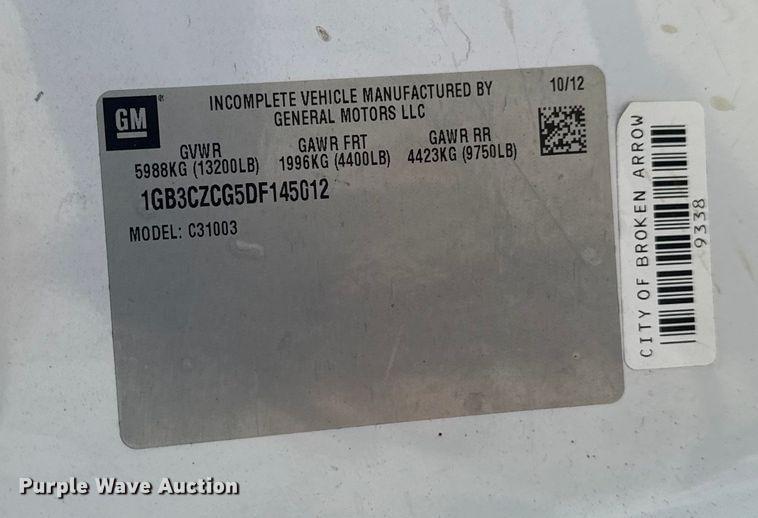 GM
INCOMPLETE VEHICLE MANUFACTURED BY
GENERAL MOTORS LLC
10/12
GVWR
5988KG (13200LB)
GAWR FRT
1996KG (4400LB)
GAWR RR
4423KG (9750LB)
1GB3CZCG5DF145012
MODEL: C31003
CITY OF BROKEN ARROW
9338
Purple Wave Auction